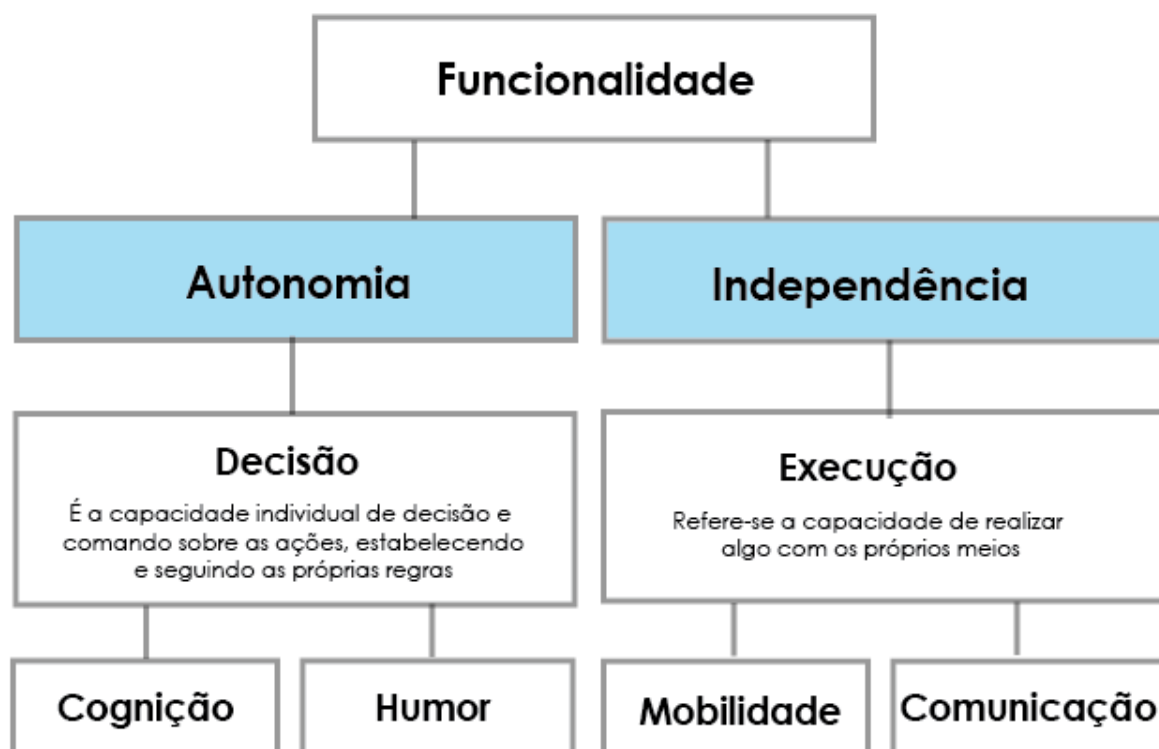 Funcionalidade
Autonomia
Independência
Decisão
É a capacidade individual de decisão e
comando sobre as ações, estabelecendo
e seguindo as próprias regras
Execução
Refere-se a capacidade de realizar
algo com os próprios meios
Cognição
Humor
Mobilidade
Comunicação